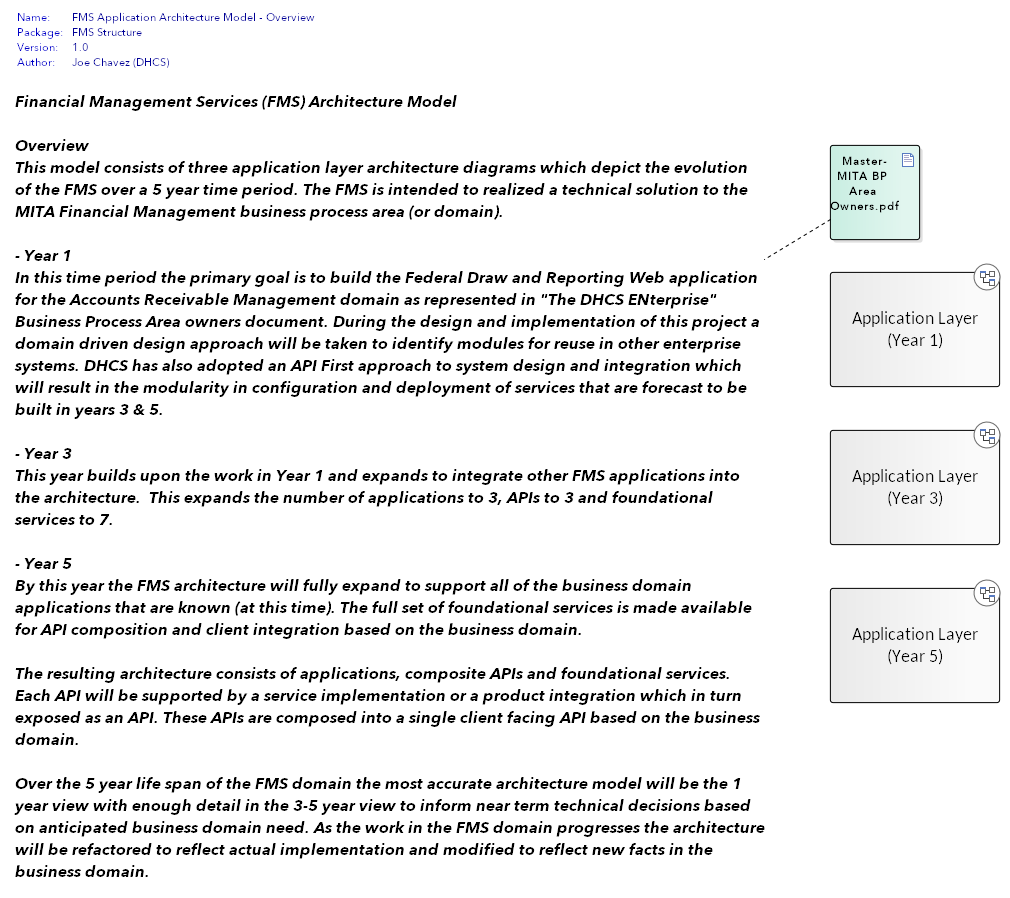 Name: FMS Application Architecture Model - Overview
Package: FMS Structure
Version: 1.0
Author: Joe Chavez (DHCS)
Financial Management Services (FMS) Architecture Model
Overview
This model consists of three application layer architecture diagrams which depict the evolution
of the FMS over a 5 year time period. The FMS is intended to realized a technical solution to the
MITA Financial Management business process area (or domain).
- Year 1
In this time period the primary goal is to build the Federal Draw and Reporting Web application
for the Accounts Receivable Management domain as represented in "The DHCS ENterprise"
Business Process Area owners document. During the design and implementation of this project a
domain driven design approach will be taken to identify modules for reuse in other enterprise
systems. DHCS has also adopted an API First approach to system design and integration which
will result in the modularity in configuration and deployment of services that are forecast to be
built in years 3 & 5.
- Year 3
This year builds upon the work in Year 1 and expands to integrate other FMS applications into
the architecture.  This expands the number of applications to 3, APIs to 3 and foundational
services to 7.
- Year 5
By this year the FMS architecture will fully expand to support all of the business domain
applications that are known (at this time). The full set of foundational services is made available
for API composition and client integration based on the business domain.
The resulting architecture consists of applications, composite APIs and foundational services.
Each API will be supported by a service implementation or a product integration which in turn
exposed as an API. These APIs are composed into a single client facing API based on the business
domain.
Over the 5 year life span of the FMS domain the most accurate architecture model will be the 1
year view with enough detail in the 3-5 year view to inform near term technical decisions based
on anticipated business domain need. As the work in the FMS domain progresses the architecture
will be refactored to reflect actual implementation and modified to reflect new facts in the
business domain.
Master-
MITA BP
Area
Owners.pdf
Application Layer
(Year 1)
Application Layer
(Year 3)
Application Layer
(Year 5)